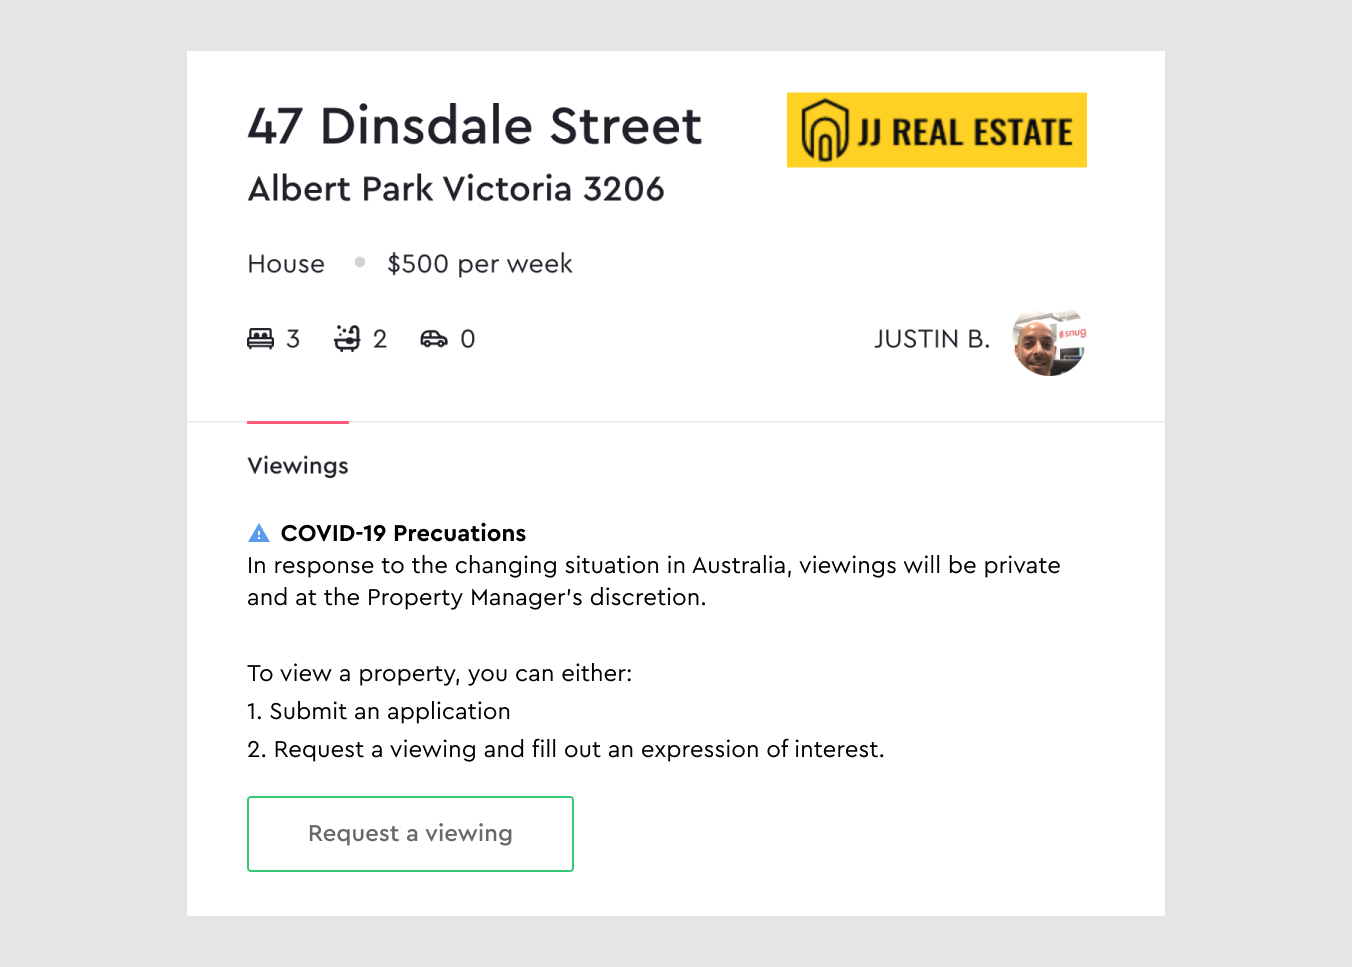 47 Dinsdale Street
JJ REAL ESTATE
Albert Park Victoria 3206
House • $500 per week
3 2 0
JUSTIN B.
snug
Viewings
COVID-19 Precuations
In response to the changing situation in Australia, viewings will be private
and at the Property Manager's discretion.
To view a property, you can either:
1. Submit an application
2. Request a viewing and fill out an expression of interest.
Request a viewing